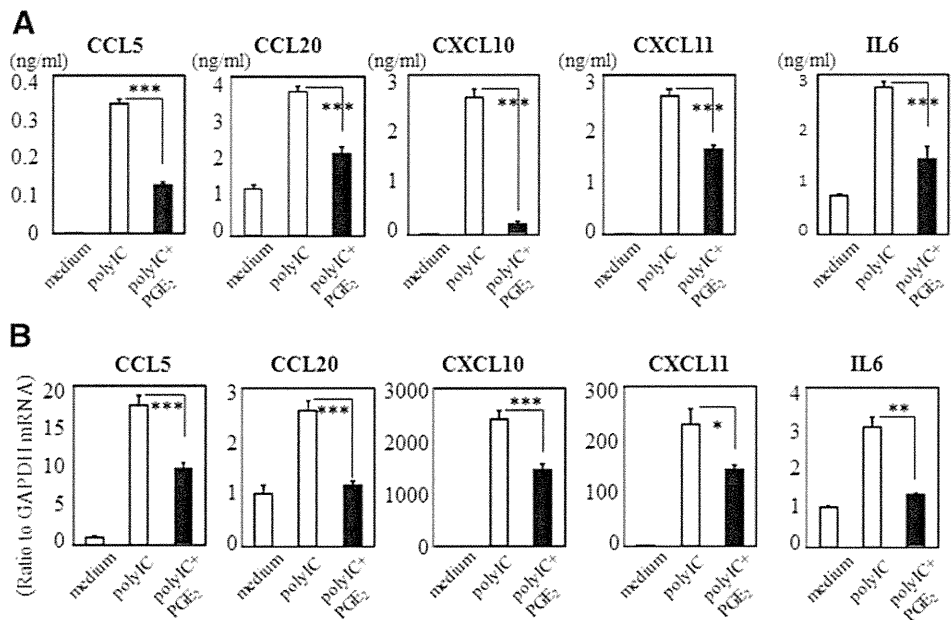 A
CCL5 CCL20 CXCL10 CXCL11 IL6
(ng/ml) (ng/ml) (ng/ml) (ng/ml) (ng/ml)
0.4 4 3 3 3
*** *** *** *** ***
0.3 3 2 2 2
0.2 2 1 1 1
0.1 1
0 0 0 0 0
medium polyIC polyIC+ PGE₂ medium polyIC polyIC+ PGE₂ medium polyIC polyIC+ PGE₂ medium polyIC polyIC+ PGE₂ medium polyIC polyIC+ PGE₂
B
CCL5 CCL20 CXCL10 CXCL11 IL6
(Ratio to GAPDH mRNA)
20 3 3000 300 4
*** *** *** * **
15 2 2000 200 3
10 1 1000 100 2
5 1
0 0 0 0 0
medium polyIC polyIC+ PGE₂ medium polyIC polyIC+ PGE₂ medium polyIC polyIC+ PGE₂ medium polyIC polyIC+ PGE₂ medium polyIC polyIC+ PGE₂